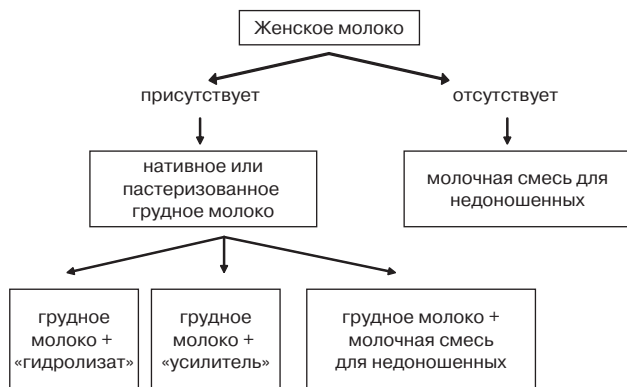 Женское молоко
присутствует
отсутствует
нативное или
пастеризованное
грудное молоко
молочная смесь для
недоношенных
грудное
молоко +
«гидролизат»
грудное
молоко +
«усилитель»
грудное молоко +
молочная смесь
для недоношенных